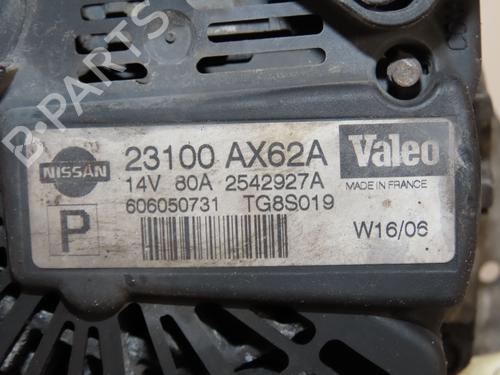 B-PARTS
NISSAN
23100 AX62A
Valeo
14V 80A 2542927A
MADE IN FRANCE
606050731 TG8S019
P
W16/06